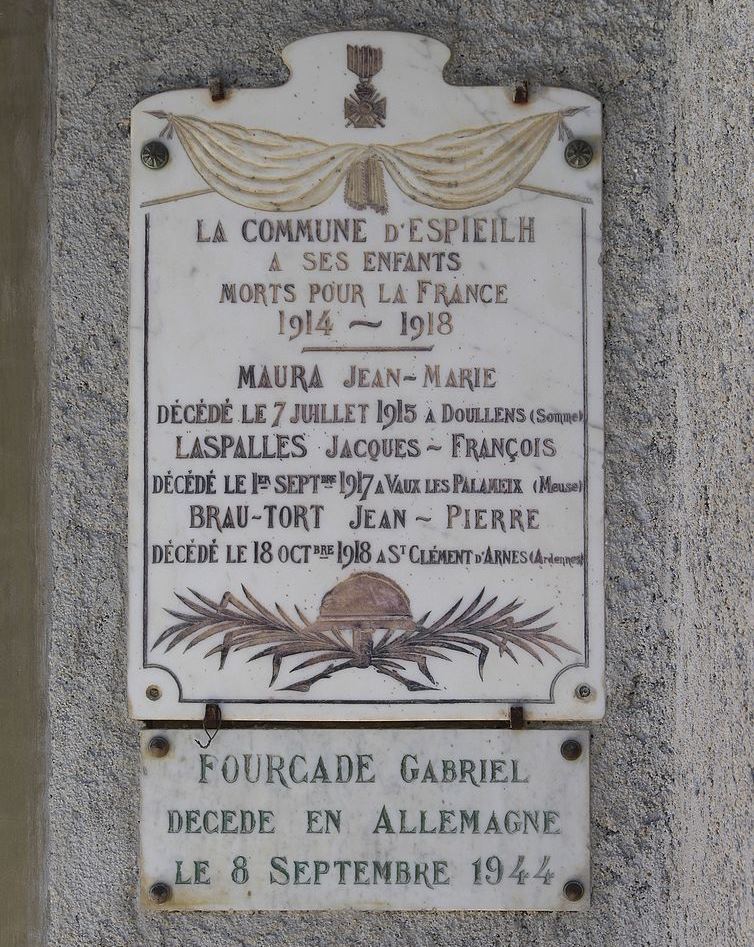 LA COMMUNE D'ESPIEILH
A SES ENFANTS
MORTS POUR LA FRANCE
1914 ~ 1918
MAURA JEAN-MARIE
DÉCÉDÉ LE 7 JUILLET 1915 A DOULLENS (Somme)
LASPALLES JACQUES-FRANÇOIS
DÉCÉDÉ LE 1ER SEPTBRE 1917 A VAUX LES PALAMEIX (Meuse)
BRAU-TORT JEAN-PIERRE
DÉCÉDÉ LE 18 OCTBRE 1918 A ST CLÉMENT D'ARNES (Ardennes)
FOURCADE GABRIEL
DECEDE EN ALLEMAGNE
LE 8 SEPTEMBRE 1944